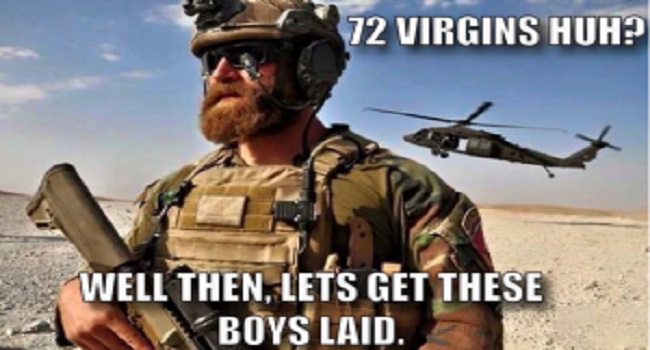 72 VIRGINS HUH?
WELL THEN, LETS GET THESE
BOYS LAID.